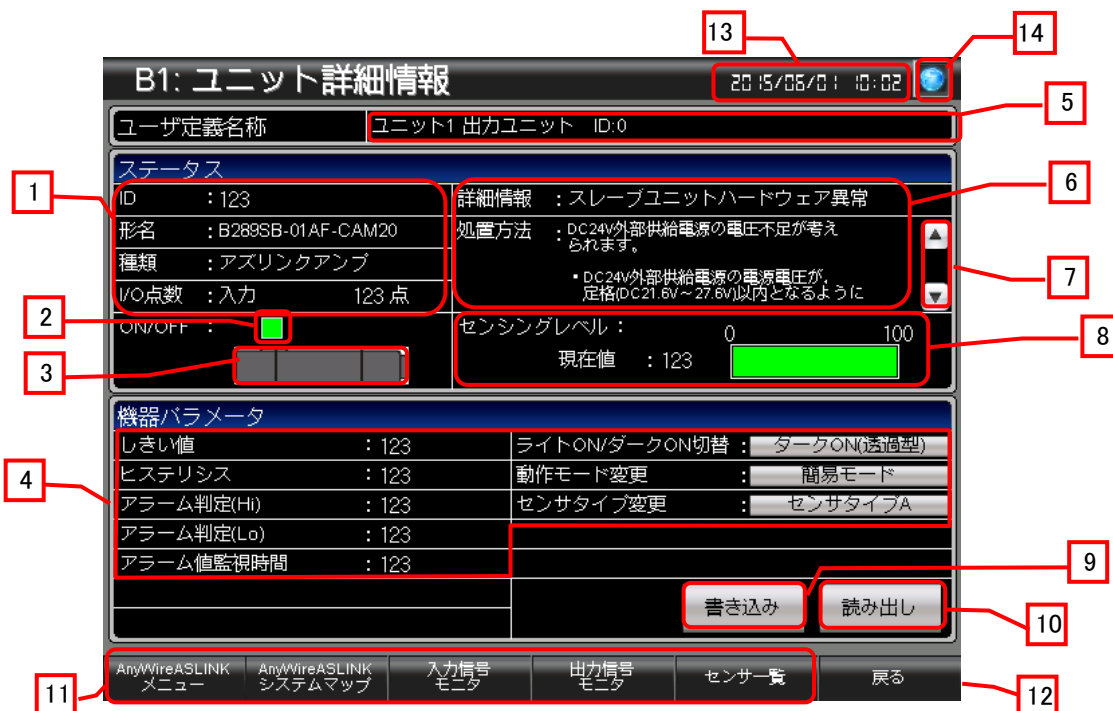 13
14
B1: ユニット詳細情報
2015/06/01 10:02
5
ユーザ定義名称
ユニット1 出力ユニット ID:0
ステータス
1
6
ID :123
詳細情報 :スレーブユニットハードウェア異常
形名 :B289SB-01AF-CAM20
処置方法 :DC24V外部供給電源の電圧不足が考え
られます。
種類 :アズリンクアンプ
7
・DC24V外部供給電源の電源電圧が、
定格(DC21.6V~27.6V)以内となるように
I/O点数 :入力 123 点
2
ON/OFF :
センシングレベル :
0
100
8
3
現在値 : 123
機器パラメータ
4
しきい値 : 123
ライトON/ダークON切替 : ダークON(透過型)
ヒステリシス : 123
動作モード変更 : 簡易モード
アラーム判定(Hi) : 123
センサタイプ変更 : センサタイプA
アラーム判定(Lo) : 123
アラーム値監視時間 : 123
9
書き込み
読み出し
10
AnyWireASLINK
メニュー
AnyWireASLINK
システムマップ
入力信号
モニタ
出力信号
モニタ
センサ一覧
戻る
11
12